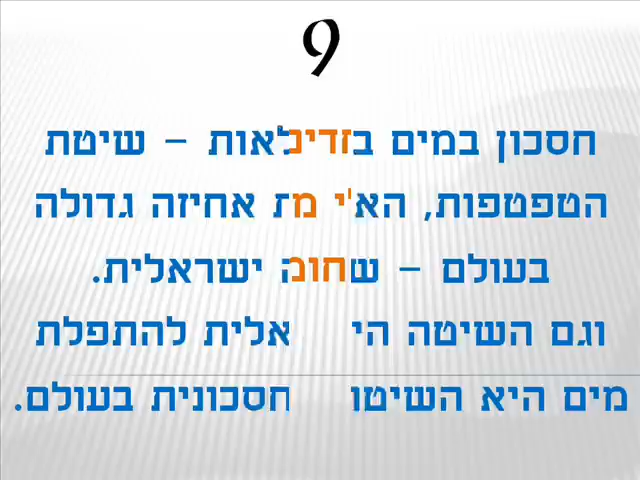 9
חסכון במים – שיטת
הטפטפות, אחיזה גדולה
בעולם – ישראלית.
וגם השיטה להתפלת
מים היא חסכונית בעולם.